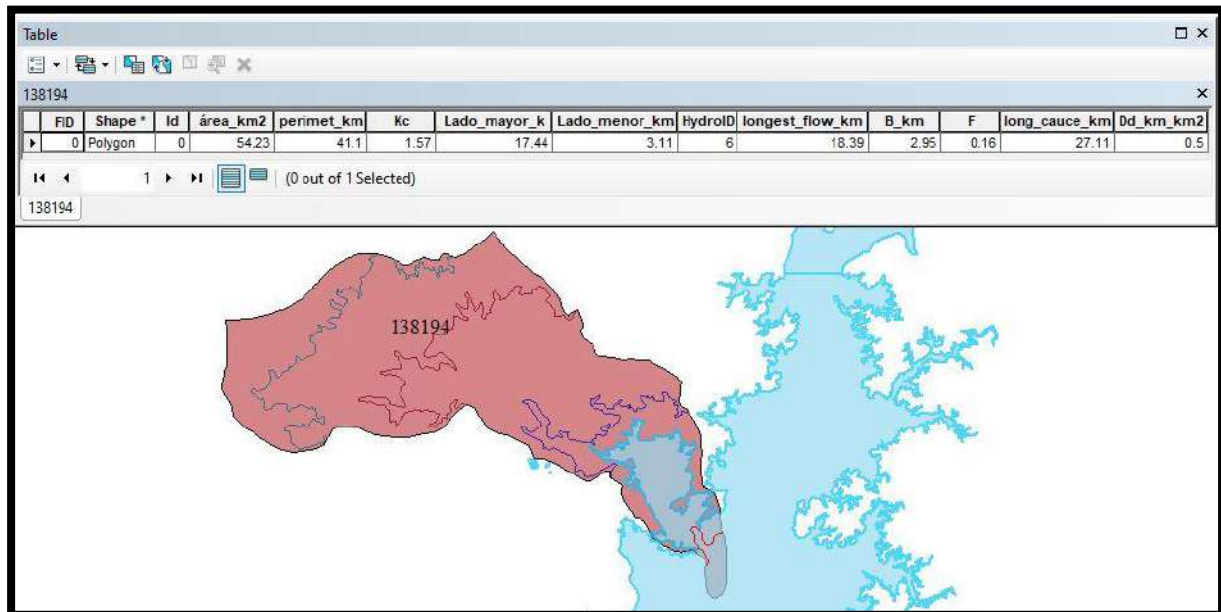 Table
138194
FID Shape * Id área_km2 perimet_km Kc Lado_mayor_k Lado_menor_km HydroID longest_flow_km B_km F long_cauce_km Dd_km_km2
0 Polygon 0 54.23 41.1 1.57 17.44 3.11 6 18.39 2.95 0.16 27.11 0.5
1 (0 out of 1 Selected)
138194
138194